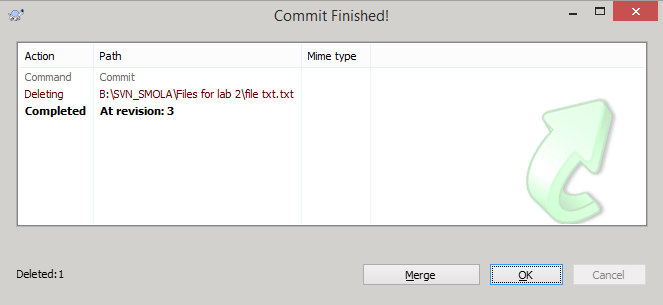 Commit Finished!
Action Path Mime type
Command Commit
Deleting B:\SVN_SMOLA\Files for lab 2\file txt.txt
Completed At revision: 3
Deleted:1
Merge OK Cancel